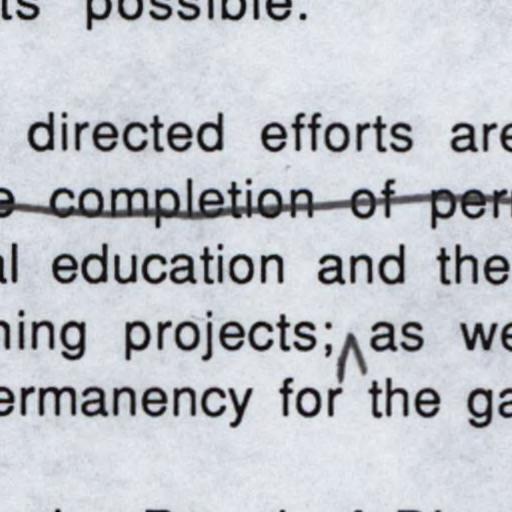 ts possible.
directed efforts are
e completion of per
al education and the
ning projects; as we
ermanency for the ga